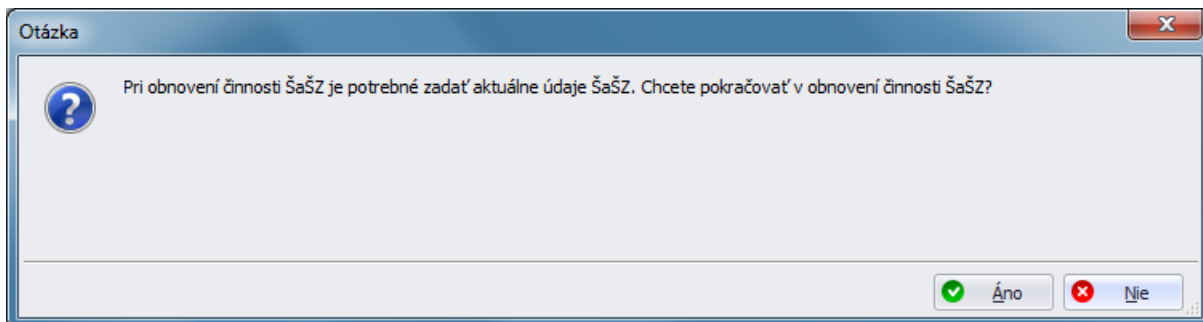 Otázka
Pri obnovení činnosti ŠaŠZ je potrebné zadať aktuálne údaje ŠaŠZ. Chcete pokračovať v obnovení činnosti ŠaŠZ?
Áno
Nie